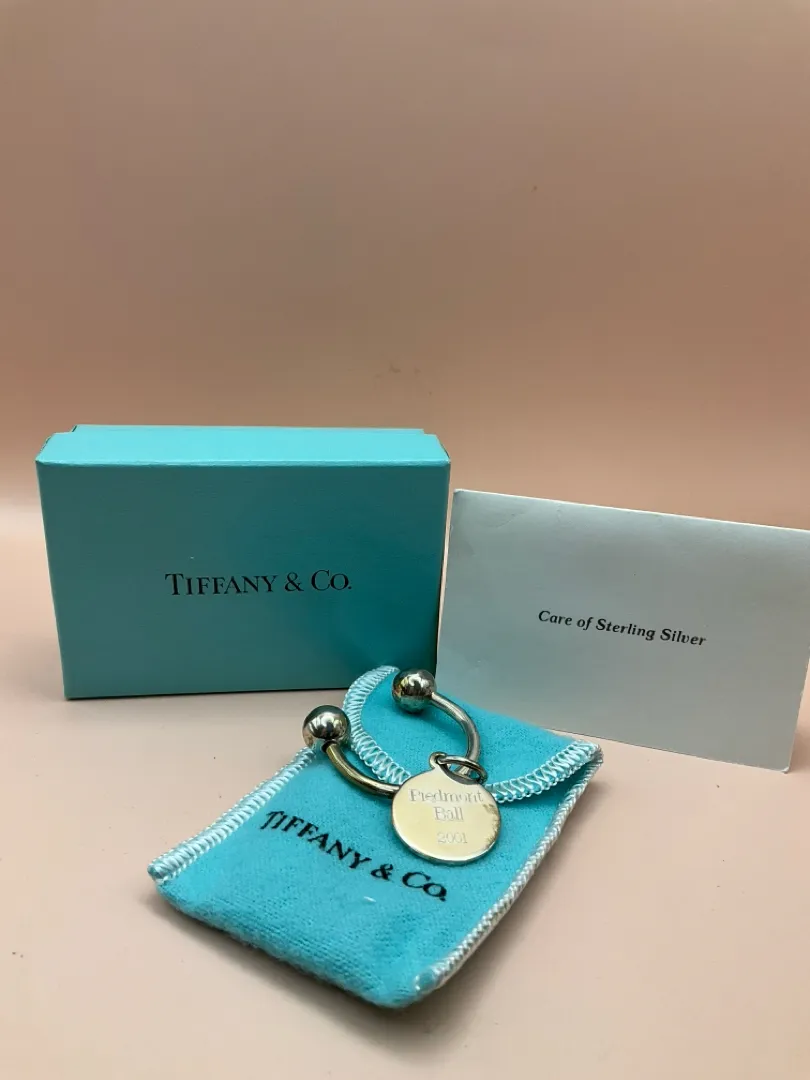 TIFFANY & CO.
Care of Sterling Silver
Piedmont
Ball
2001
TIFFANY & CO.